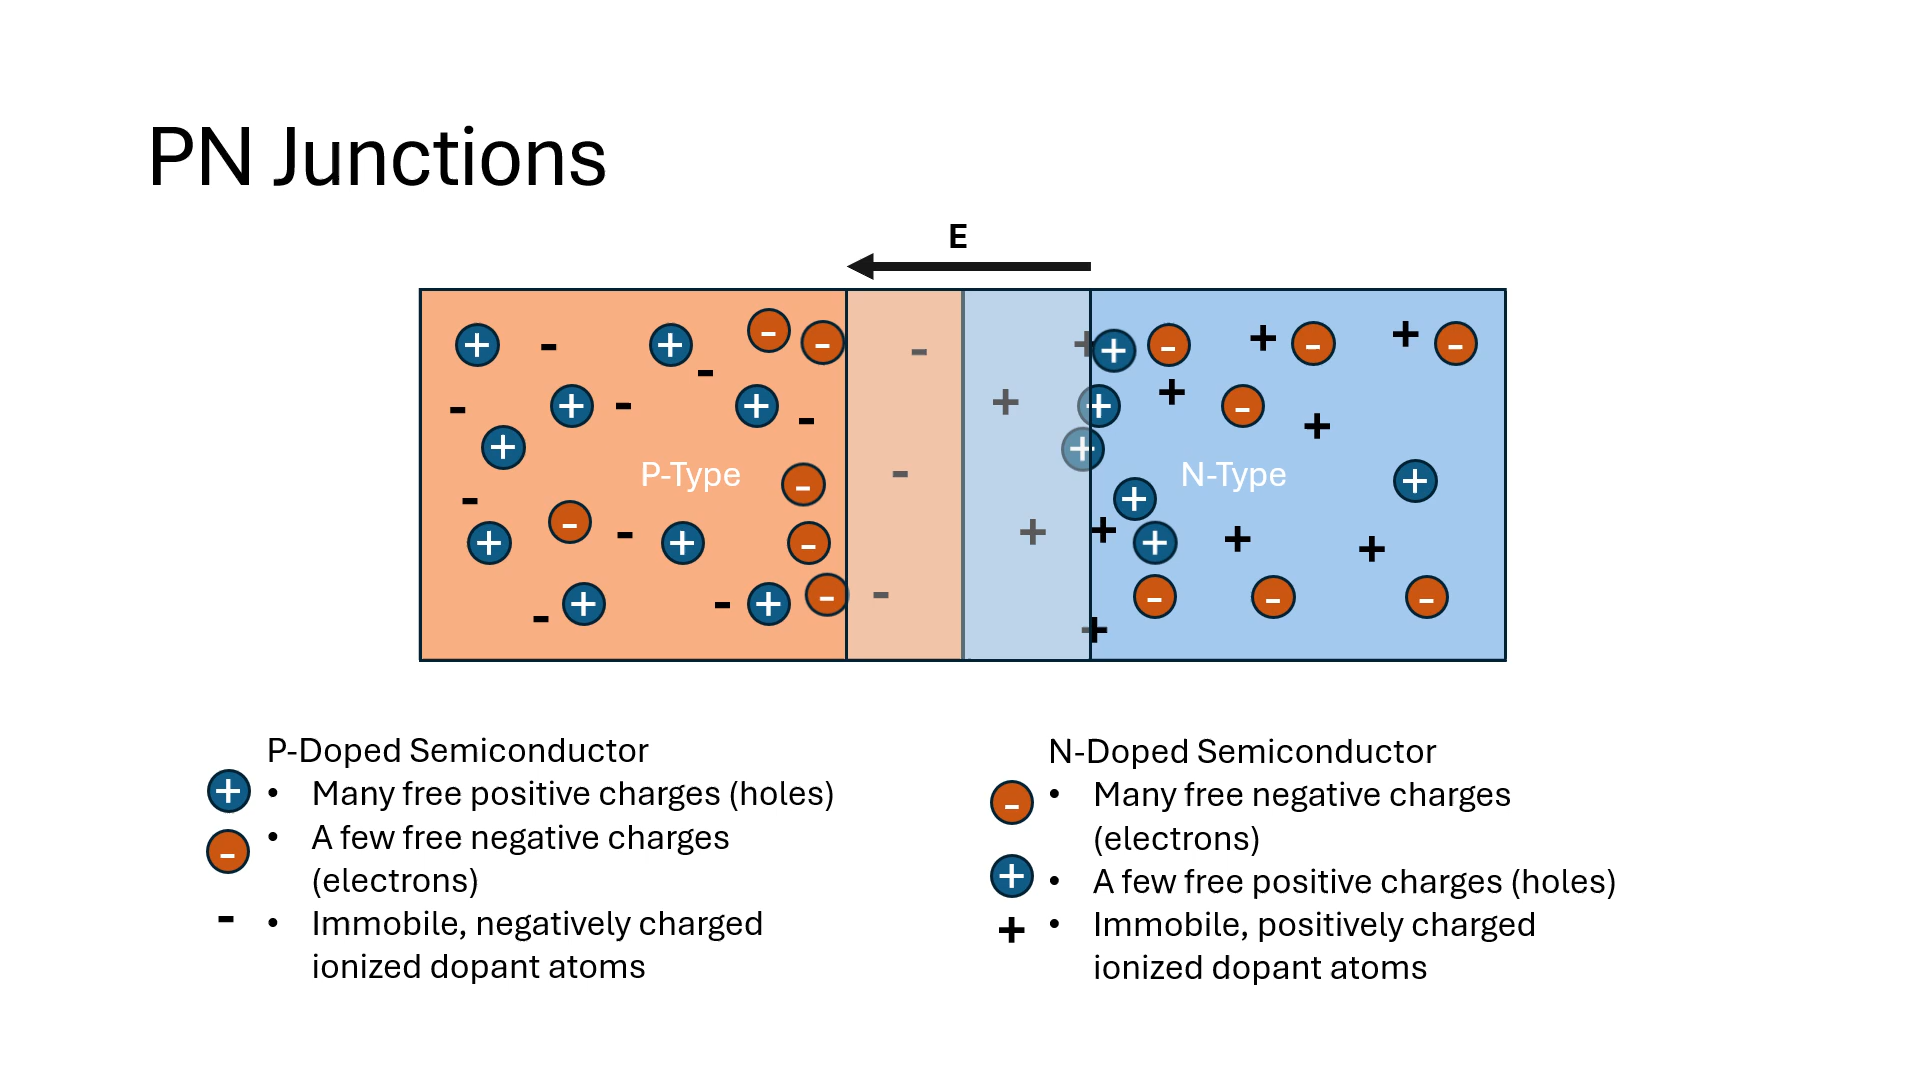 PN Junctions
E
P-Type
N-Type
P-Doped Semiconductor
• Many free positive charges (holes)
• A few free negative charges
(electrons)
• Immobile, negatively charged
ionized dopant atoms
N-Doped Semiconductor
• Many free negative charges
(electrons)
• A few free positive charges (holes)
• Immobile, positively charged
ionized dopant atoms